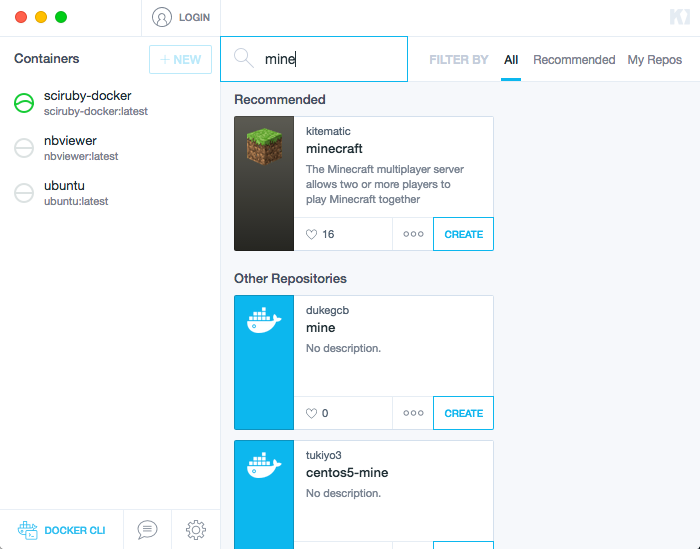 LOGIN
Containers
+ NEW
sciruby-docker
sciruby-docker:latest
nbviewer
nbviewer:latest
ubuntu
ubuntu:latest
DOCKER CLI
mine
FILTER BY
All
Recommended
My Repos
Recommended
kitematic
minecraft
The Minecraft multiplayer server
allows two or more players to
play Minecraft together
16
CREATE
Other Repositories
dukegcb
mine
No description.
0
CREATE
tukiyo3
centos5-mine
No description.